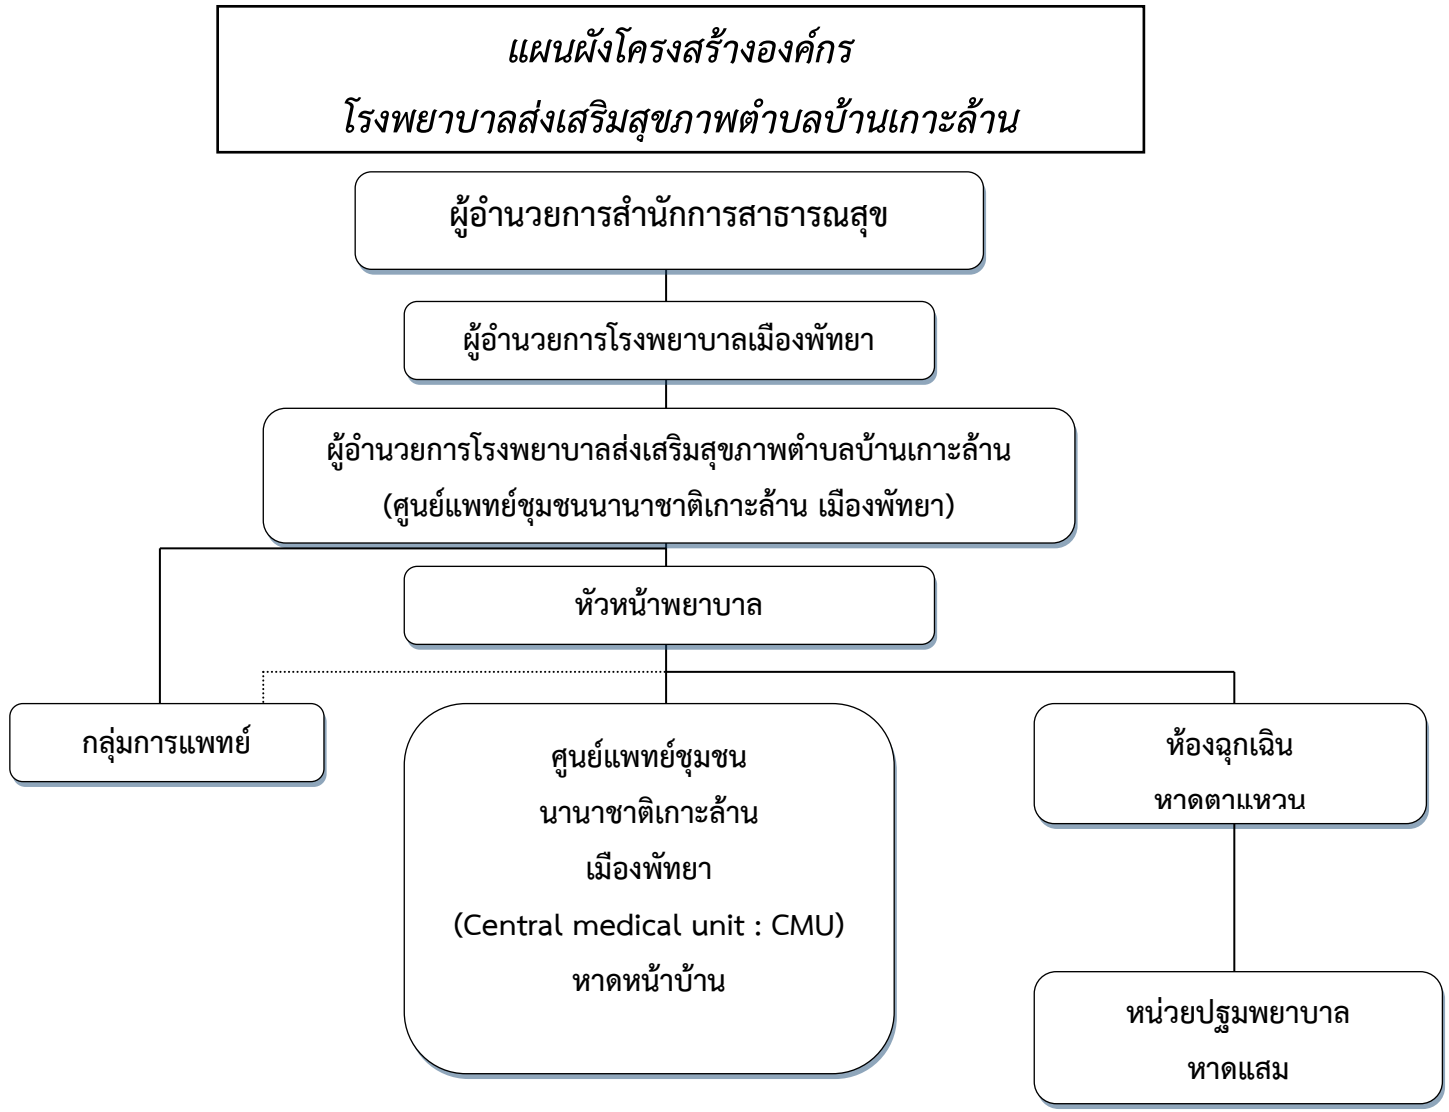 แผนผังโครงสร้างองค์กร
โรงพยาบาลส่งเสริมสุขภาพตำบลบ้านเกาะล้าน
ผู้อำนวยการสำนักการสาธารณสุข
ผู้อำนวยการโรงพยาบาลเมืองพัทยา
ผู้อำนวยการโรงพยาบาลส่งเสริมสุขภาพตำบลบ้านเกาะล้าน
(ศูนย์แพทย์ชุมชนนานาชาติเกาะล้าน เมืองพัทยา)
หัวหน้าพยาบาล
กลุ่มการแพทย์
ศูนย์แพทย์ชุมชน
นานาชาติเกาะล้าน
เมืองพัทยา
(Central medical unit : CMU)
หาดหน้าบ้าน
ห้องฉุกเฉิน
หาดตาแหวน
หน่วยปฐมพยาบาล
หาดแสม